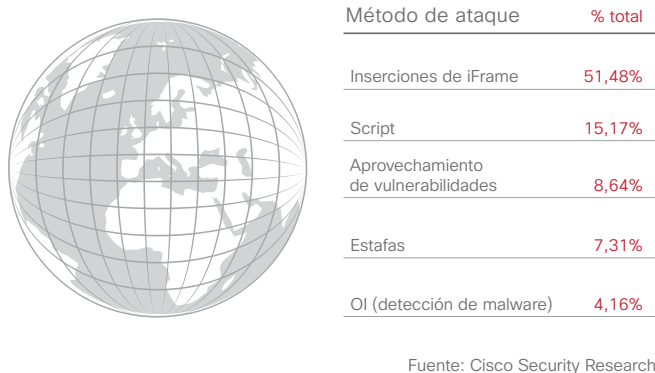 Método de ataque % total
Inserciones de iFrame 51,48%
Script 15,17%
Aprovechamiento
de vulnerabilidades 8,64%
Estafas 7,31%
OI (detección de malware) 4,16%
Fuente: Cisco Security Research